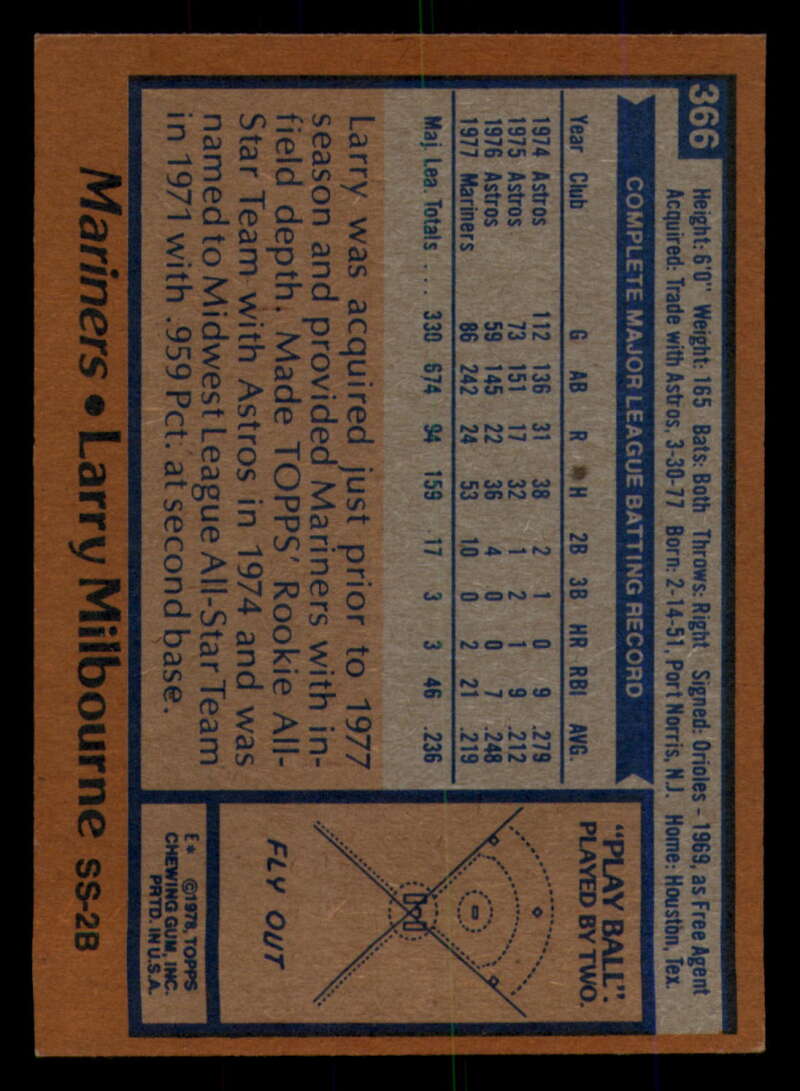 366
Height: 6'0" Weight: 165 Bats: Both Throws: Right Signed: Orioles - 1969, as Free Agent
Acquired: Trade with Astros, 3-30-77 Born: 2-14-51, Port Norris, N.J. Home: Houston, Tex.
COMPLETE MAJOR LEAGUE BATTING RECORD
Year Club G AB R H 2B 3B HR RBI AVG.
1974 Astros 112 136 31 38 2 1 0 9 .279
1975 Astros 73 151 17 32 1 2 1 9 .212
1976 Astros 59 145 22 36 4 0 0 7 .248
1977 Mariners 86 242 24 53 10 0 2 21 .219
Maj. Lea. Totals .... 330 674 94 159 17 3 3 46 .236
Larry was acquired just prior to 1977
season and provided Mariners with in-
field depth. Made TOPPS' Rookie All-
Star Team with Astros in 1974 and was
named to Midwest League All-Star Team
in 1971 with .959 Pct. at second base.
"PLAY BALL":
PLAYED BY TWO.
FLY OUT
E* ©1978, TOPPS
CHEWING GUM, INC.
PRTD. IN U.S.A.
Mariners • Larry Milbourne SS-2B